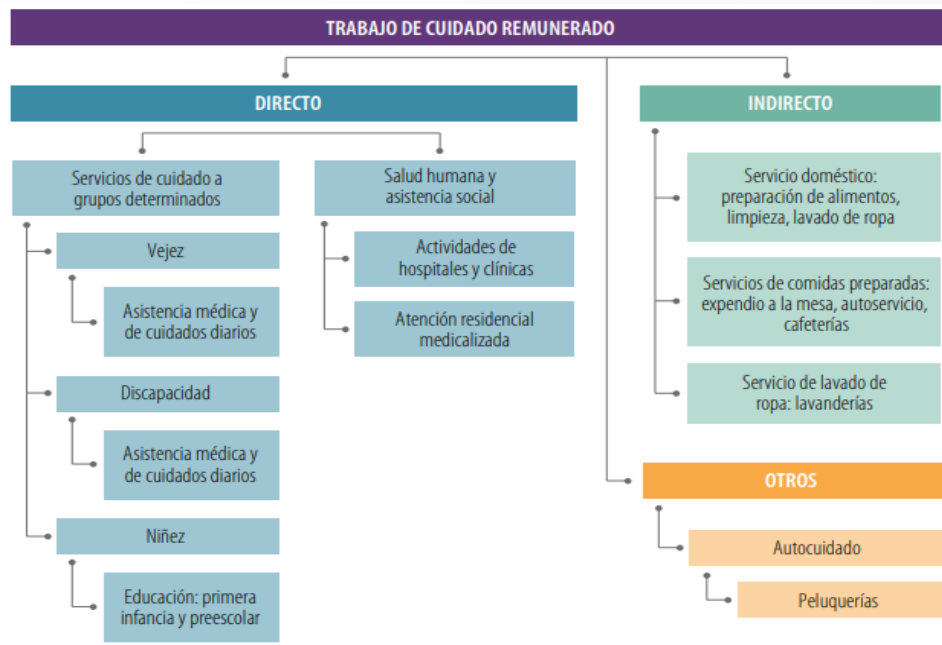 TRABAJO DE CUIDADO REMUNERADO
DIRECTO
Servicios de cuidado a
grupos determinados
Vejez
Asistencia médica y
de cuidados diarios
Discapacidad
Asistencia médica y
de cuidados diarios
Niñez
Educación: primera
infancia y preescolar
Salud humana y
asistencia social
Actividades de
hospitales y clínicas
Atención residencial
medicalizada
INDIRECTO
Servicio doméstico:
preparación de alimentos,
limpieza, lavado de ropa
Servicios de comidas preparadas:
expendio a la mesa, autoservicio,
cafeterías
Servicio de lavado de
ropa: lavanderías
OTROS
Autocuidado
Peluquerías